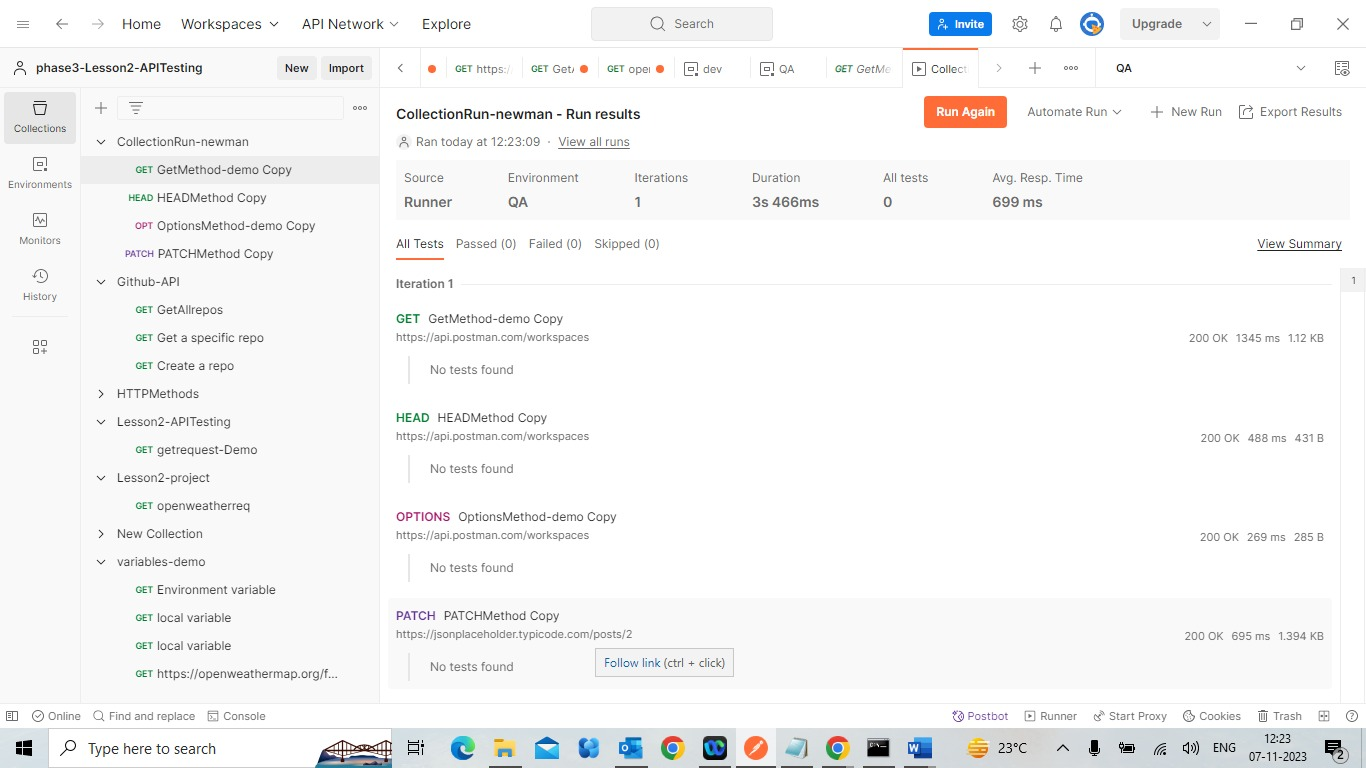 Home Workspaces API Network Explore Search Invite Upgrade
phase3-Lesson2-APITesting New Import GET https:/ GET GetA GET ope dev QA GET GetMe Collect QA
Collections
Environments
Monitors
History
CollectionRun-newman
GET GetMethod-demo Copy
HEAD HEADMethod Copy
OPT OptionsMethod-demo Copy
PATCH PATCHMethod Copy
Github-API
GET GetAllrepos
GET Get a specific repo
GET Create a repo
HTTPMethods
Lesson2-APITesting
GET getrequest-Demo
Lesson2-project
GET openweatherreq
New Collection
variables-demo
GET Environment variable
GET local variable
GET local variable
GET https://openweathermap.org/f...
CollectionRun-newman - Run results Run Again Automate Run New Run Export Results
Ran today at 12:23:09 · View all runs
Source Environment Iterations Duration All tests Avg. Resp. Time
Runner QA 1 3s 466ms 0 699 ms
All Tests Passed (0) Failed (0) Skipped (0) View Summary
Iteration 1 1
GET GetMethod-demo Copy
https://api.postman.com/workspaces 200 OK 1345 ms 1.12 KB
No tests found
HEAD HEADMethod Copy
https://api.postman.com/workspaces 200 OK 488 ms 431 B
No tests found
OPTIONS OptionsMethod-demo Copy
https://api.postman.com/workspaces 200 OK 269 ms 285 B
No tests found
PATCH PATCHMethod Copy
https://jsonplaceholder.typicode.com/posts/2 200 OK 695 ms 1.394 KB
No tests found Follow link (ctrl + click)
Online Find and replace Console Postbot Runner Start Proxy Cookies Trash
Type here to search 23°C ENG 12:23
07-11-2023 2